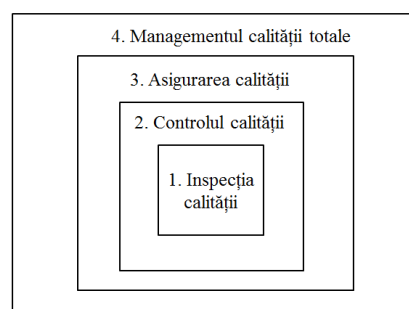 4. Managementul calității totale
3. Asigurarea calității
2. Controlul calității
1. Inspecția
calității